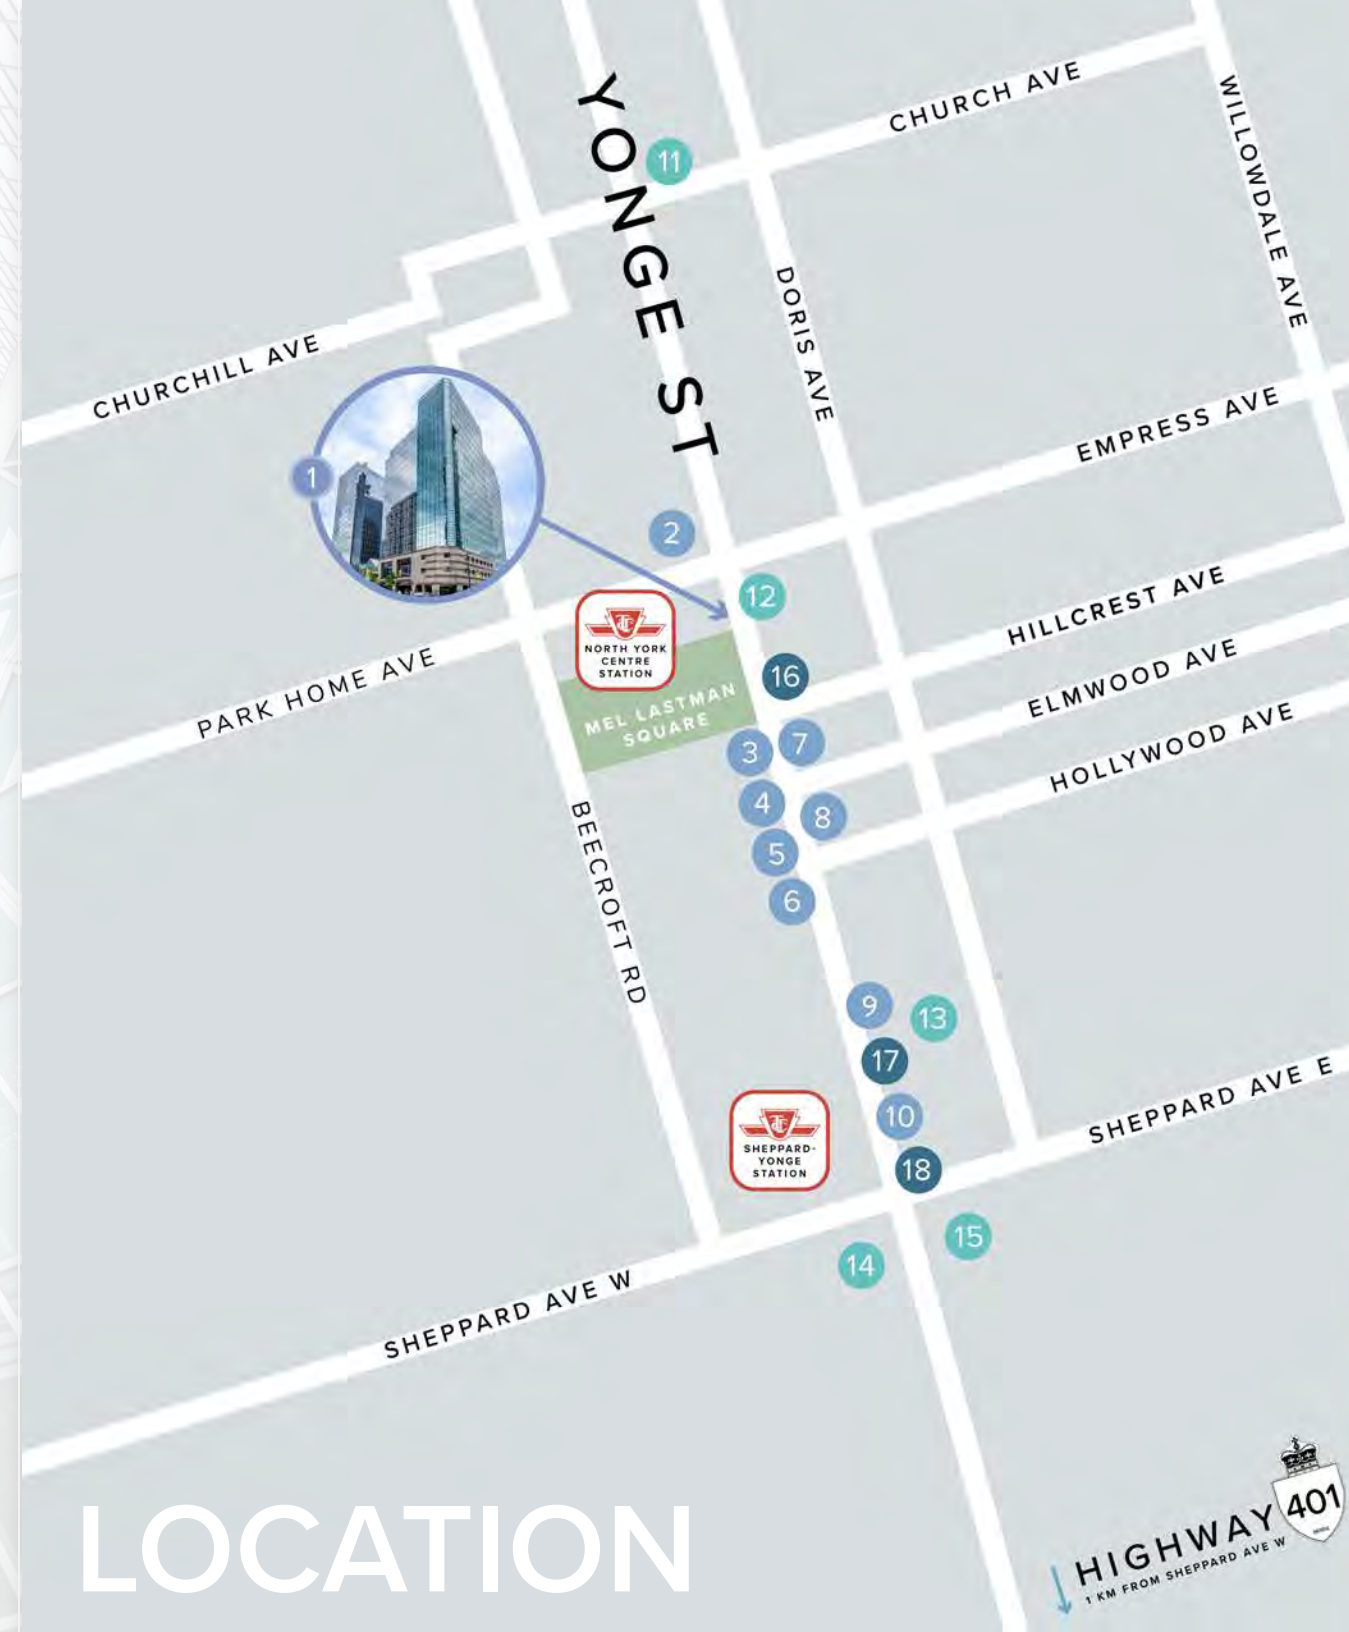 YONGE ST
CHURCH AVE
WILLOWDALE AVE
11
DORIS AVE
CHURCHILL AVE
EMPRESS AVE
1
2
12
NORTH YORK
CENTRE
STATION
HILLCREST AVE
PARK HOME AVE
16
ELMWOOD AVE
MEL LASTMAN
SQUARE
3
7
HOLLYWOOD AVE
4
8
5
6
BEECROFT RD
9
13
17
10
SHEPPARD AVE E
SHEPPARD-
YONGE
STATION
18
15
14
SHEPPARD AVE W
401
HIGHWAY
1 KM FROM SHEPPARD AVE W
LOCATION